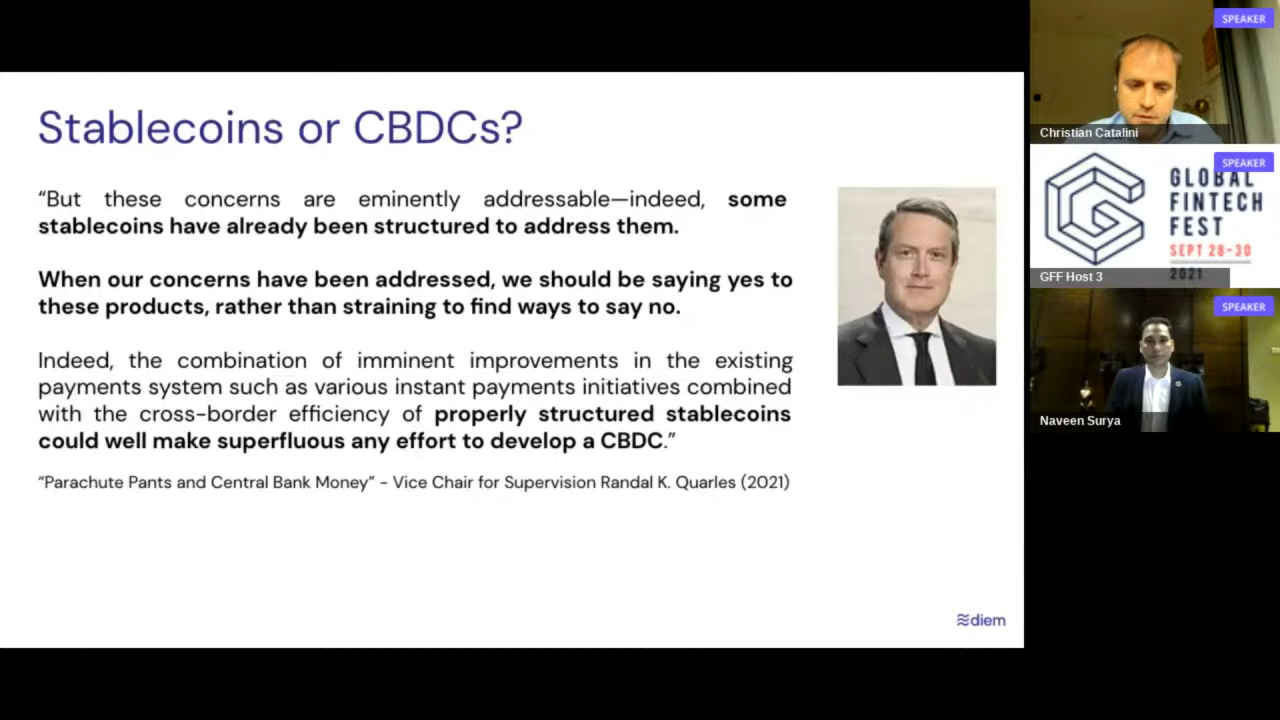 Stablecoins or CBDCs?
“But these concerns are eminently addressable—indeed, some
stablecoins have already been structured to address them.
When our concerns have been addressed, we should be saying yes to
these products, rather than straining to find ways to say no.
Indeed, the combination of imminent improvements in the existing
payments system such as various instant payments initiatives combined
with the cross-border efficiency of properly structured stablecoins
could well make superfluous any effort to develop a CBDC.”
“Parachute Pants and Central Bank Money” - Vice Chair for Supervision Randal K. Quarles (2021)
diem
SPEAKER
Christian Catalini
SPEAKER
GLOBAL
FINTECH
FEST
SEPT 28-30
2021
GFF Host 3
SPEAKER
Naveen Surya